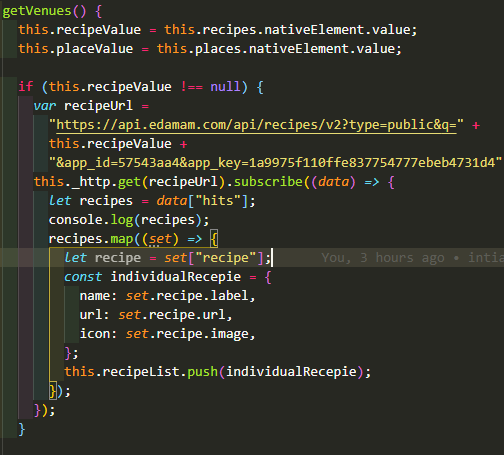 getVenues() {
this.recipeValue = this.recipes.nativeElement.value;
this.placeValue = this.places.nativeElement.value;
if (this.recipeValue !== null) {
var recipeUrl =
"https://api.edamam.com/api/recipes/v2?type=public&q=" +
this.recipeValue +
"&app_id=57543aa4&app_key=1a9975f110ffe837754777ebeb4731d4"
this._http.get(recipeUrl).subscribe((data) => {
let recipes = data["hits"];
console.log(recipes);
recipes.map((set) => {
let recipe = set["recipe"]; You, 3 hours ago • intia
const individualRecepie = {
name: set.recipe.label,
url: set.recipe.url,
icon: set.recipe.image,
};
this.recipeList.push(individualRecepie);
});
});
}